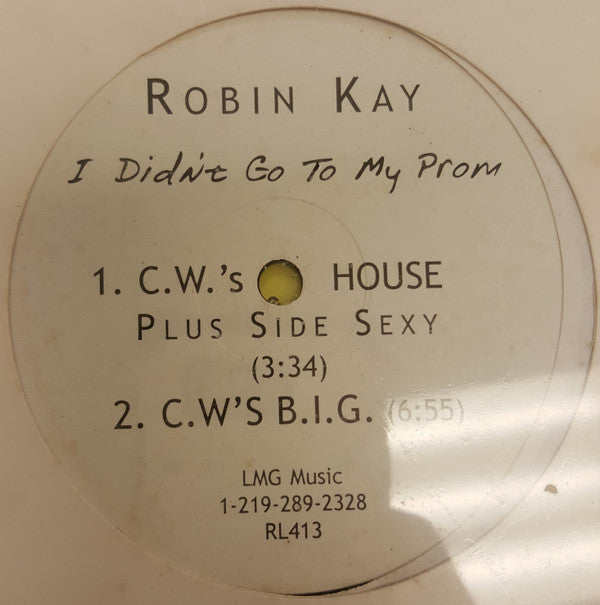 ROBIN KAY
I Didn't Go To My Prom
1. C.W.'s HOUSE
PLUS SIDE SEXY
(3:34)
2. C.W'S B.I.G. (6:55)
LMG Music
1-219-289-2328
RL413